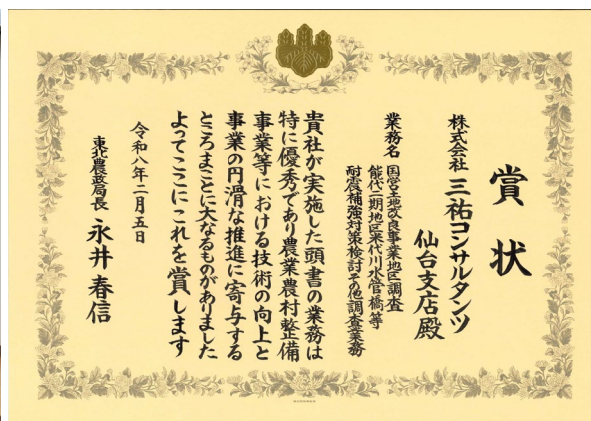 賞状
株式会社 三祐コンサルタンツ
仙台支店殿
業務名 国営土地改良事業地区調査
能代二期地区米代川水管橋等
耐震補強対策検討その他調査業務
貴社が実施した頭書の業務は
特に優秀であり農業農村整備
事業等における技術の向上と
事業の円滑な推進に寄与する
ところまことに大なるものがありました
よってここにこれを賞します
令和八年二月五日
東北農政局長 永井春信